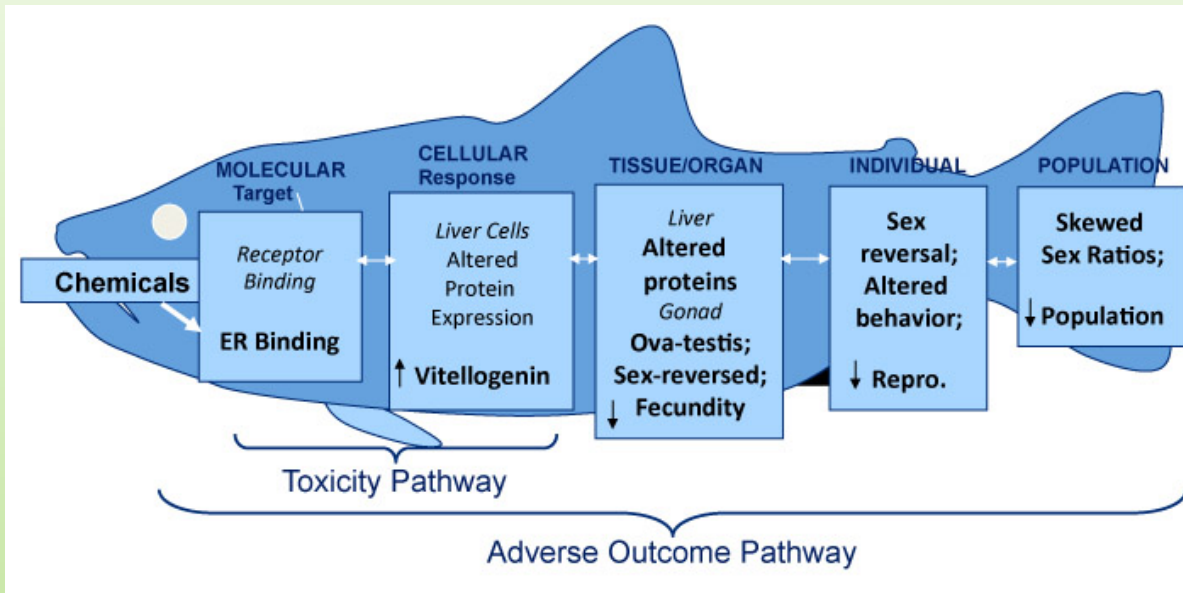 MOLECULAR
Target
CELLULAR
Response
TISSUE/ORGAN
INDIVIDUAL
POPULATION
Chemicals
Receptor
Binding
ER Binding
Liver Cells
Altered
Protein
Expression
↑ Vitellogenin
Liver
Altered
proteins
Gonad
Ova-testis;
Sex-reversed;
↓ Fecundity
Sex
reversal;
Altered
behavior;
↓ Repro.
Skewed
Sex Ratios;
↓ Population
Toxicity Pathway
Adverse Outcome Pathway